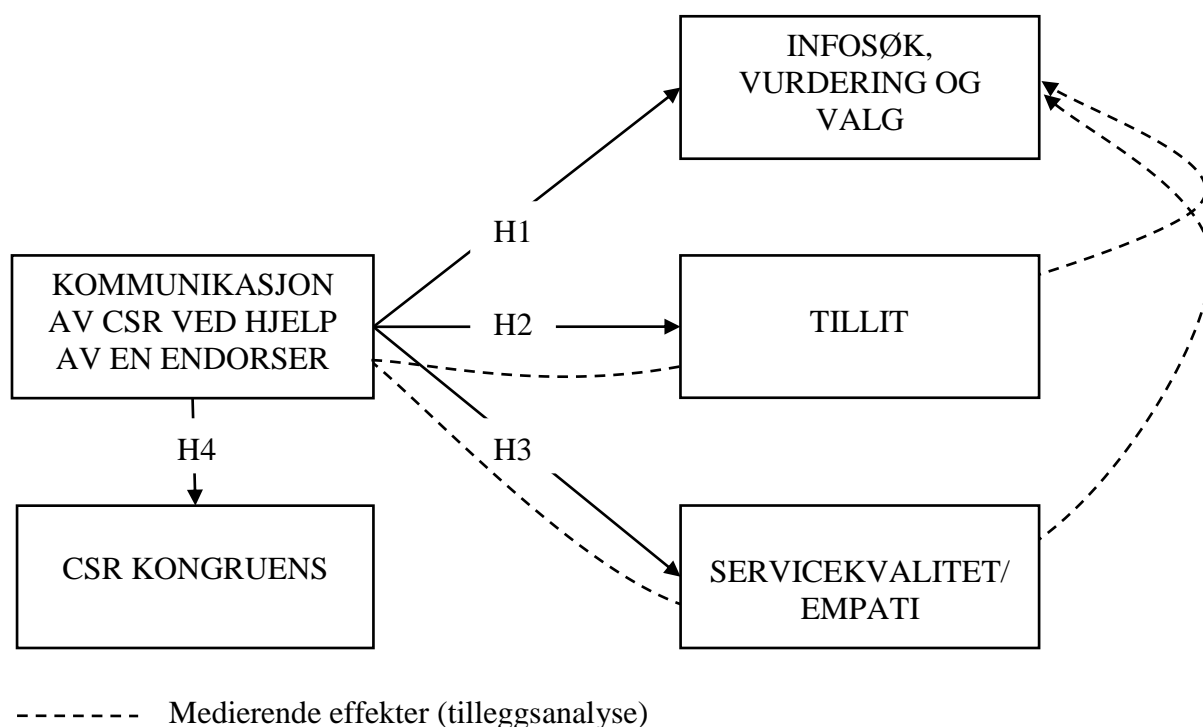 INFOSØK,
VURDERING OG
VALG
H1
KOMMUNIKASJON
AV CSR VED HJELP
AV EN ENDORSER
H2
TILLIT
H4
H3
CSR KONGRUENS
SERVICEKVALITET/
EMPATI
Medierende effekter (tilleggsanalyse)